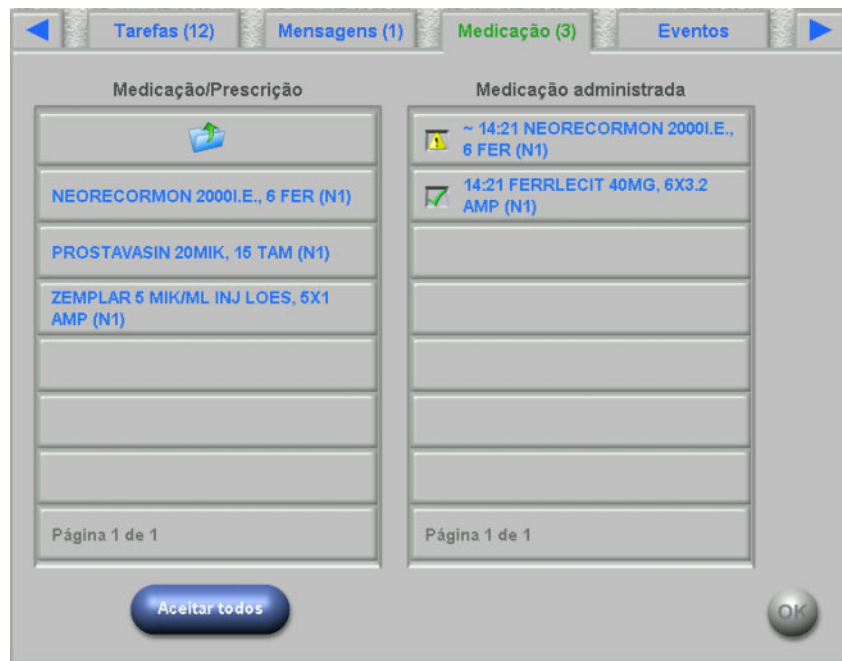 Tarefas (12)
Mensagens (1)
Medicação (3)
Eventos
Medicação/Prescrição
NEORECORMON 2000I.E., 6 FER (N1)
PROSTAVASIN 20MIK, 15 TAM (N1)
ZEMPLAR 5 MIK/ML INJ LOES, 5X1
AMP (N1)
Página 1 de 1
Aceitar todos
Medicação administrada
~ 14:21 NEORECORMON 2000I.E.,
6 FER (N1)
14:21 FERRLECIT 40MG, 6X3.2
AMP (N1)
Página 1 de 1
OK